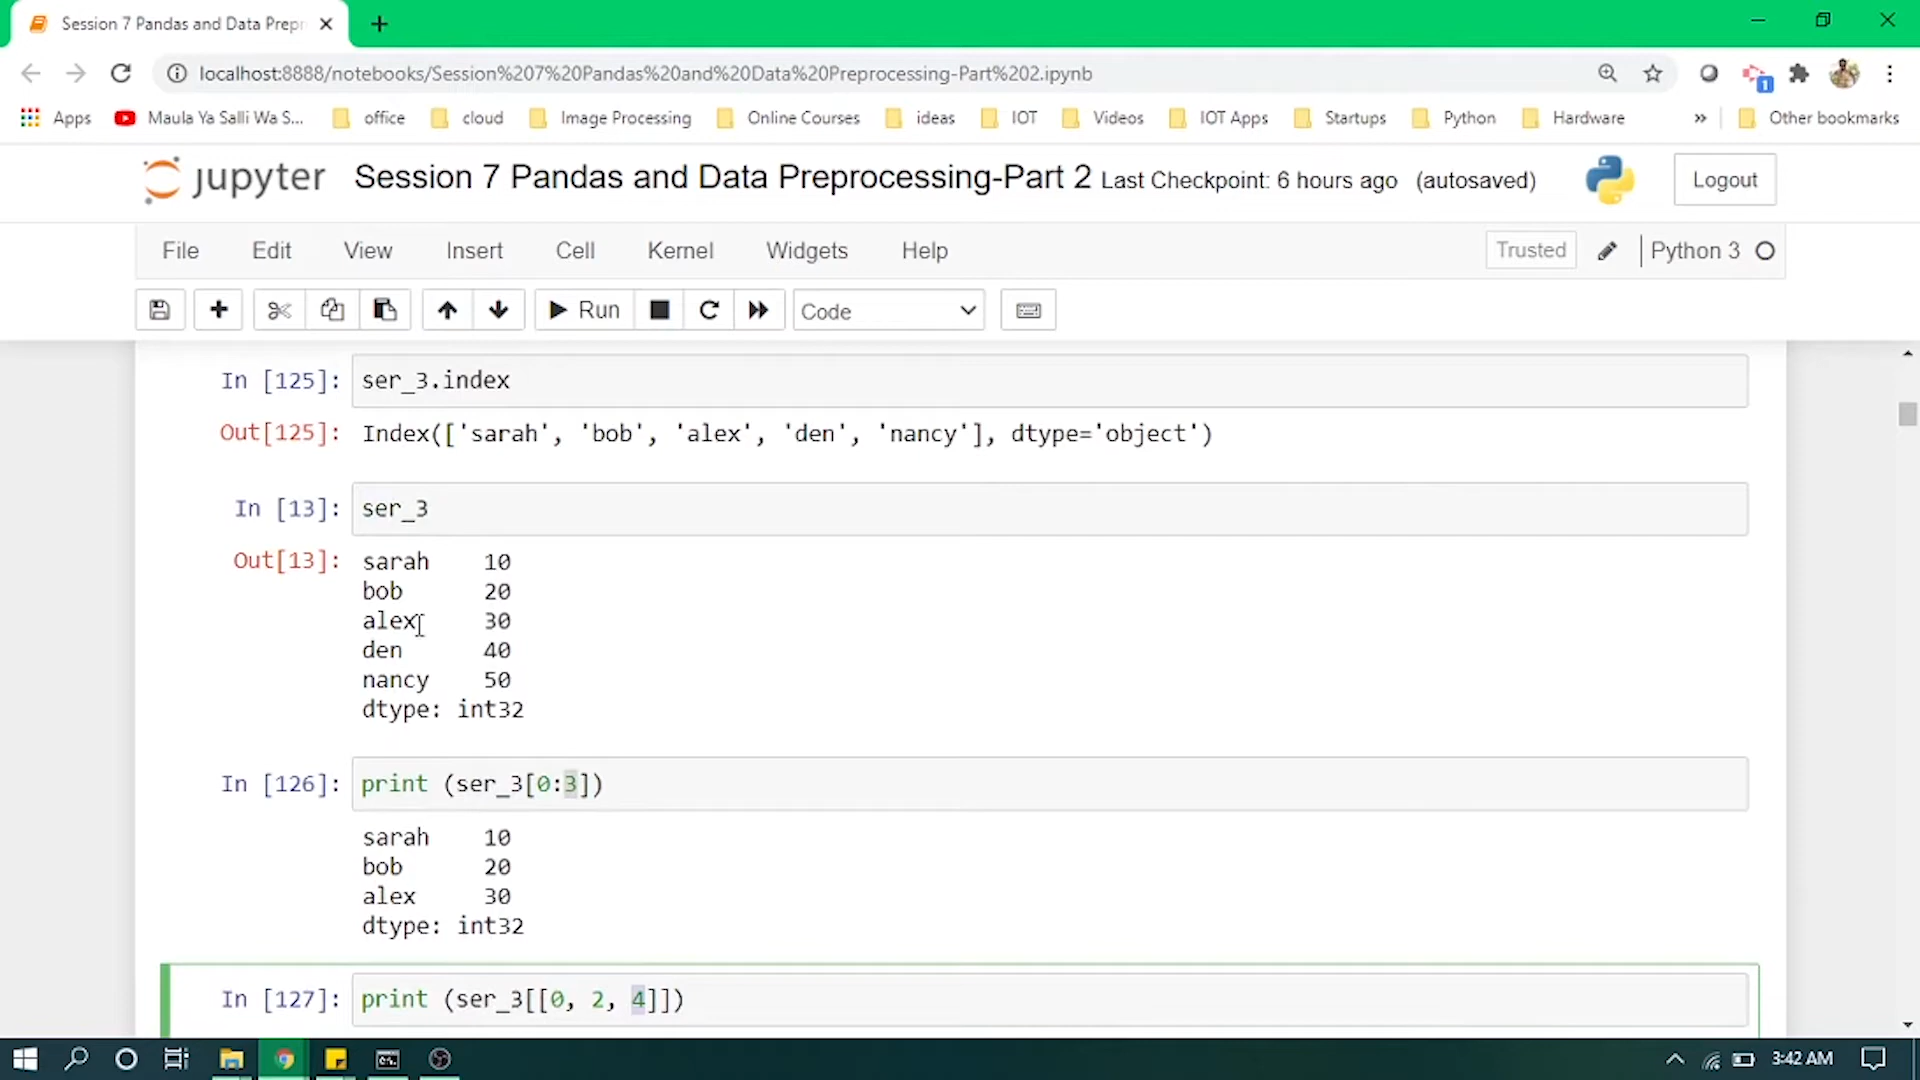 Session 7 Pandas and Data Prepr
localhost:8888/notebooks/Session%207%20Pandas%20and%20Data%20Preprocessing-Part%202.ipynb
1
Apps Maula Ya Salli Wa S... office cloud Image Processing Online Courses ideas IOT Videos IOT Apps Startups Python Hardware » Other bookmarks
jupyter Session 7 Pandas and Data Preprocessing-Part 2 Last Checkpoint: 6 hours ago (autosaved) Logout
File Edit View Insert Cell Kernel Widgets Help Trusted Python 3
Run Code
In [125]: ser_3.index
Out[125]: Index(['sarah', 'bob', 'alex', 'den', 'nancy'], dtype='object')
In [13]: ser_3
Out[13]: sarah 10
bob 20
alex 30
den 40
nancy 50
dtype: int32
In [126]: print (ser_3[0:3])
sarah 10
bob 20
alex 30
dtype: int32
In [127]: print (ser_3[[0, 2, 4]])
3:42 AM